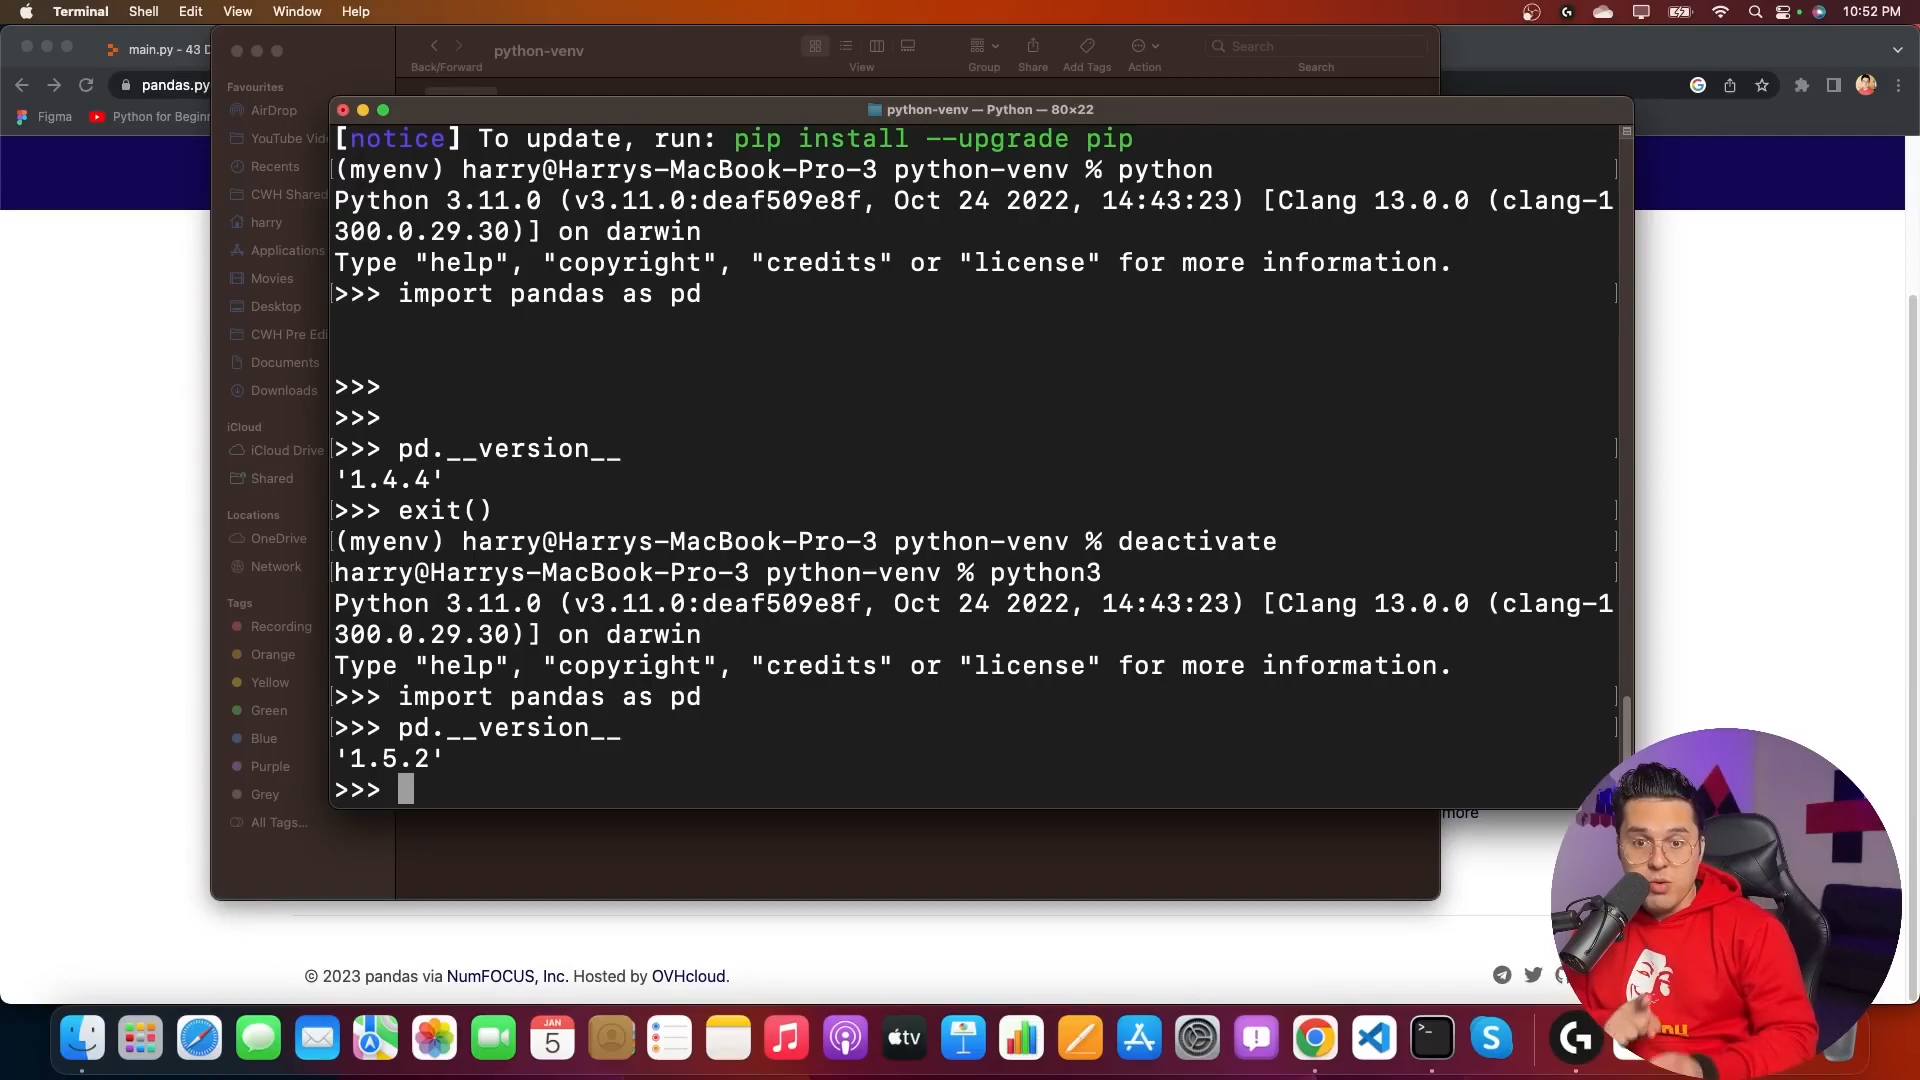 Terminal Shell Edit View Window Help
10:52 PM
main.py - 43 D
python-venv
Search
Back/Forward View Group Share Add Tags Action Search
pandas.py
Figma Python for Beginn
Favourites
AirDrop
YouTube Vide
Recents
CWH Shared
harry
Applications
Movies
Desktop
CWH Pre Edi
Documents
Downloads
iCloud
iCloud Drive
Shared
Locations
OneDrive
Network
Tags
Recording
Orange
Yellow
Green
Blue
Purple
Grey
All Tags...
python-venv — Python — 80×22
[notice] To update, run: pip install --upgrade pip
(myenv) harry@Harrys-MacBook-Pro-3 python-venv % python
Python 3.11.0 (v3.11.0:deaf509e8f, Oct 24 2022, 14:43:23) [Clang 13.0.0 (clang-1
300.0.29.30)] on darwin
Type "help", "copyright", "credits" or "license" for more information.
>>> import pandas as pd
>>>
>>>
>>> pd.__version__
'1.4.4'
>>> exit()
(myenv) harry@Harrys-MacBook-Pro-3 python-venv % deactivate
harry@Harrys-MacBook-Pro-3 python-venv % python3
Python 3.11.0 (v3.11.0:deaf509e8f, Oct 24 2022, 14:43:23) [Clang 13.0.0 (clang-1
300.0.29.30)] on darwin
Type "help", "copyright", "credits" or "license" for more information.
>>> import pandas as pd
>>> pd.__version__
'1.5.2'
>>>
more
© 2023 pandas via NumFOCUS, Inc. Hosted by OVHcloud.
JAN
5
tv